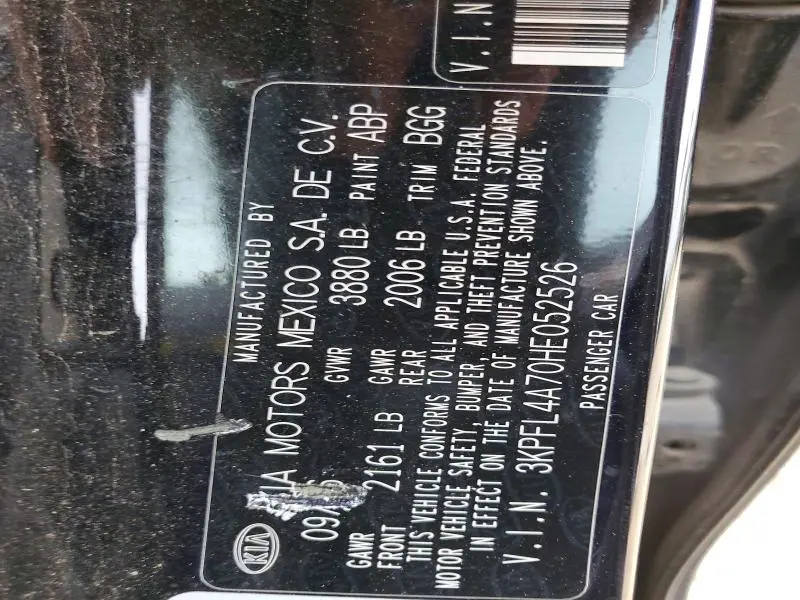 V.I.N
KIA
MANUFACTURED BY
IA MOTORS MEXICO S.A. DE C.V.
09/ GVWR 3880 LB PAINT ABP
GAWR FRONT 2161 LB GAWR REAR 2006 LB TRIM BGG
THIS VEHICLE CONFORMS TO ALL APPLICABLE U.S.A. FEDERAL
MOTOR VEHICLE SAFETY, BUMPER, AND THEFT PREVENTION STANDARDS
IN EFFECT ON THE DATE OF MANUFACTURE SHOWN ABOVE.
V.I.N. 3KPFL4A70HE052526
PASSENGER CAR